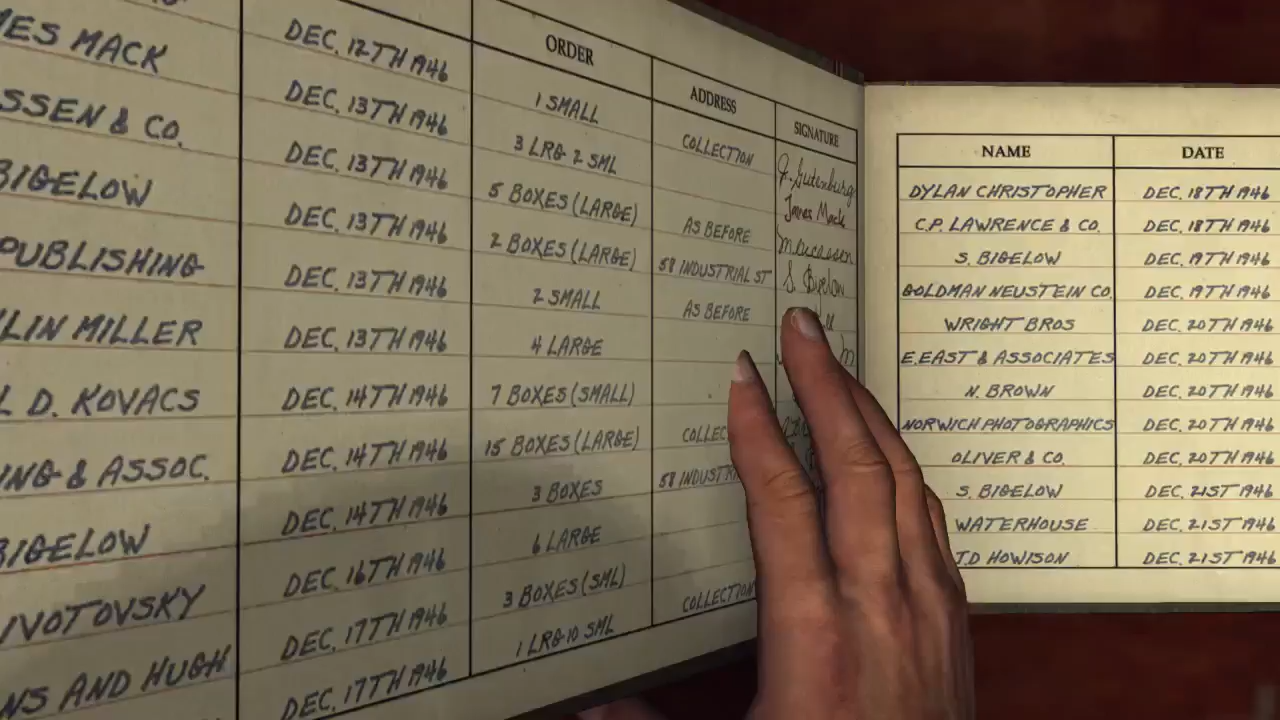 ORDER ADDRESS SIGNATURE
DEC. 12TH 1946 1 SMALL COLLECTION J. Gutenburg
MES MACK DEC. 13TH 1946 3 LRG 2 SML James Mack
SSEN & CO. DEC. 13TH 1946 5 BOXES (LARGE) AS BEFORE
BIGELOW DEC. 13TH 1946 2 BOXES (LARGE) 58 INDUSTRIAL ST S Bigelow
PUBLISHING DEC. 13TH 1946 2 SMALL AS BEFORE
LIN MILLER DEC. 13TH 1946 4 LARGE
L D. KOVACS DEC. 14TH 1946 7 BOXES (SMALL)
ING & ASSOC. DEC. 14TH 1946 15 BOXES (LARGE) COLLEC
BIGELOW DEC. 14TH 1946 3 BOXES 58 INDUSTRI
IVOTOVSKY DEC. 16TH 1946 6 LARGE
NS AND HUGH DEC. 17TH 1946 3 BOXES (SML)
DEC. 17TH 1946 1 LRG 10 SML COLLECTION
NAME DATE
DYLAN CHRISTOPHER DEC. 18TH 1946
C.P. LAWRENCE & CO. DEC. 18TH 1946
S. BIGELOW DEC. 19TH 1946
GOLDMAN NEUSTEIN CO. DEC. 19TH 1946
WRIGHT BROS DEC. 20TH 1946
E.EAST & ASSOCIATES DEC. 20TH 1946
N. BROWN DEC. 20TH 1946
NORWICH PHOTOGRAPHICS DEC. 20TH 1946
OLIVER & CO. DEC. 20TH 1946
S. BIGELOW DEC. 21ST 1946
WATERHOUSE DEC. 21ST 1946
T.D HOWISON DEC. 21ST 1946